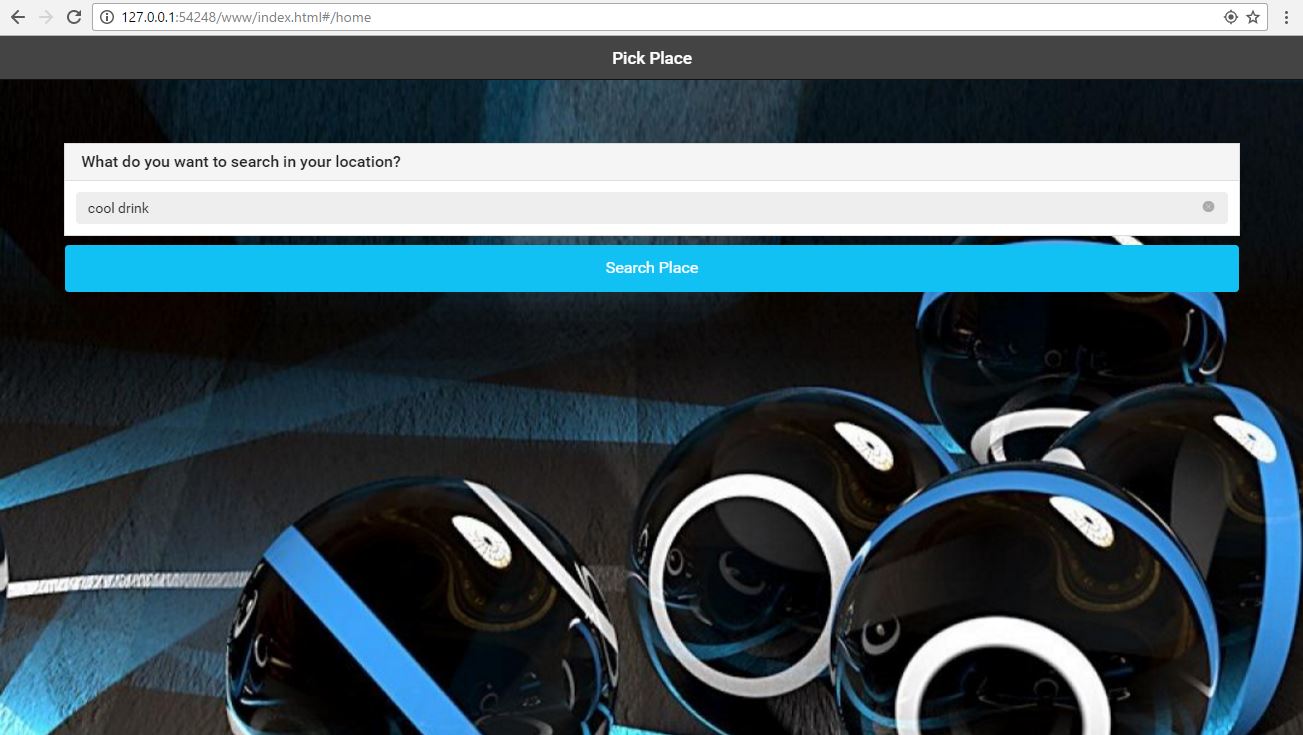 127.0.0.1:54248/www/index.html#/home
Pick Place
What do you want to search in your location?
cool drink
Search Place